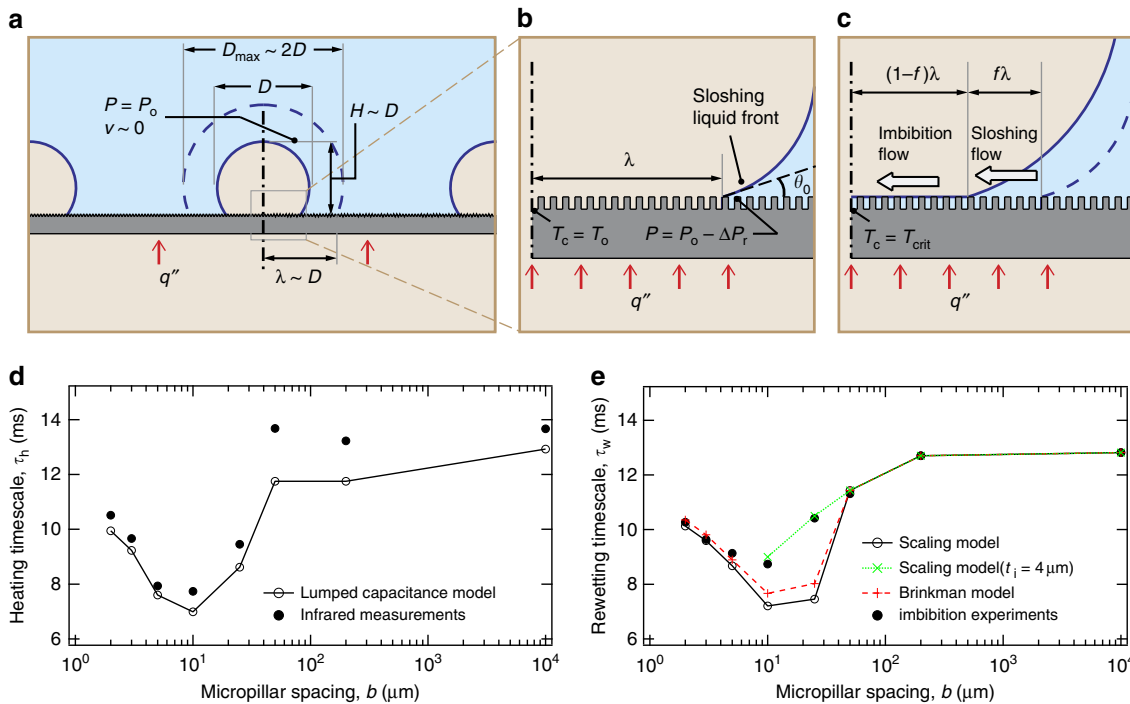 a
D_max ~ 2D
D
P = P_o
v ~ 0
H ~ D
q″
λ ~ D
b
Sloshing
liquid front
λ
θ_0
T_c = T_o
P = P_o − ΔP_r
q″
c
(1−f)λ
fλ
Imbibition
flow
Sloshing
flow
T_c = T_crit
q″
d
Heating timescale, τ_h (ms)
14
12
10
8
6
Lumped capacitance model
Infrared measurements
10^0
10^1
10^2
10^3
10^4
Micropillar spacing, b (μm)
e
Rewetting timescale, τ_w (ms)
14
12
10
8
6
Scaling model
Scaling model(t_i = 4 μm)
Brinkman model
imbibition experiments
10^0
10^1
10^2
10^3
10^4
Micropillar spacing, b (μm)